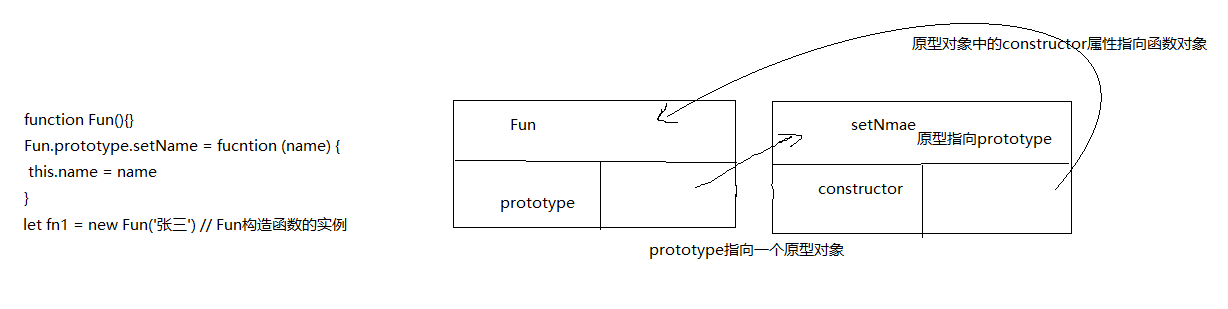 原型对象中的constructor属性指向函数对象
function Fun(){}
Fun.prototype.setName = fucntion (name) {
this.name = name
}
let fn1 = new Fun('张三') // Fun构造函数的实例
Fun
prototype
setNmae
原型指向prototype
constructor
prototype指向一个原型对象